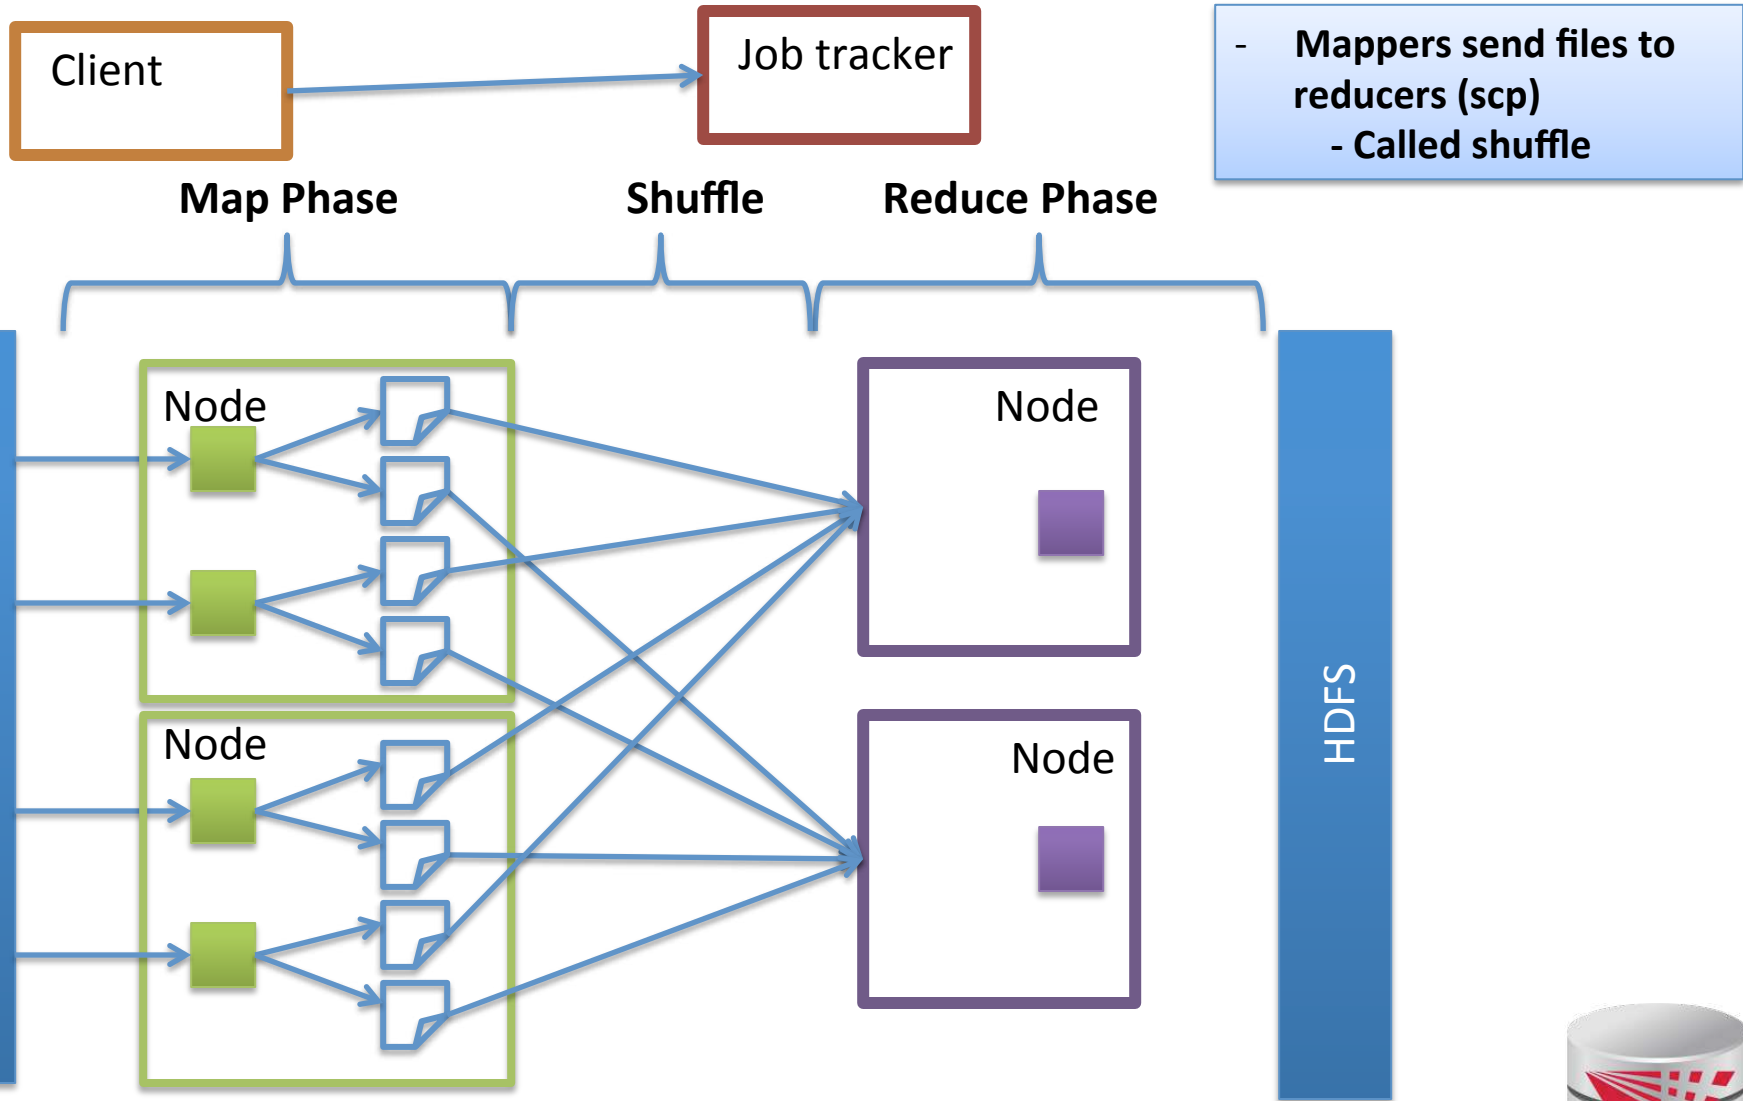 Client
Job tracker
- Mappers send files to
reducers (scp)
- Called shuffle
Map Phase
Shuffle
Reduce Phase
Node
Node
Node
Node
HDFS